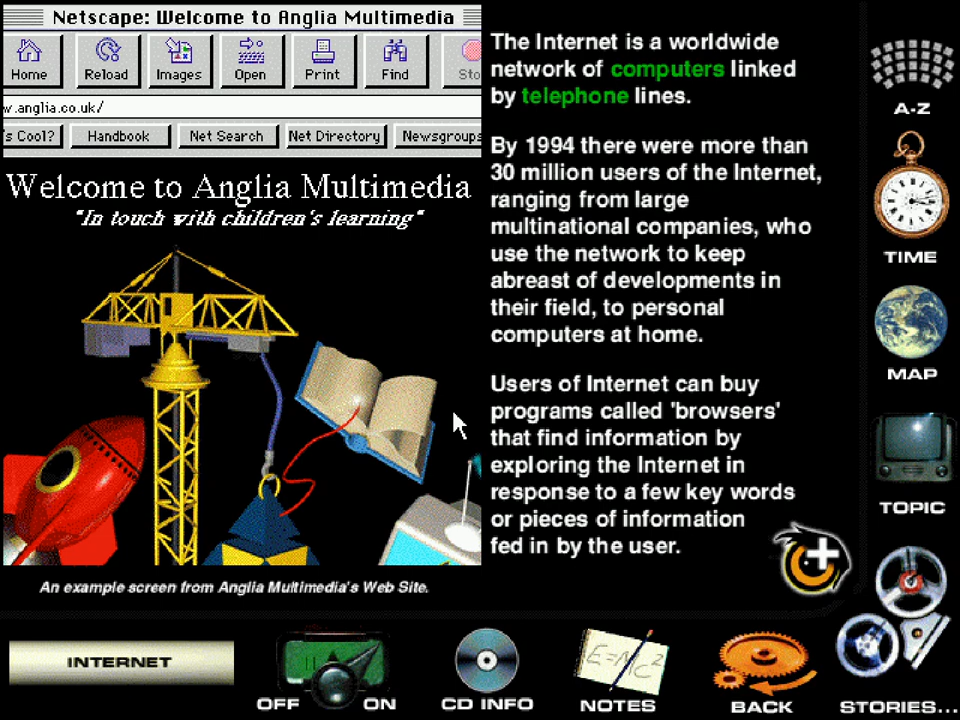 Netscape: Welcome to Anglia Multimedia
Home Reload Images Open Print Find Sto
w.anglia.co.uk/
's Cool? Handbook Net Search Net Directory Newsgroups
Welcome to Anglia Multimedia
"In touch with children's learning"
An example screen from Anglia Multimedia's Web Site.
The Internet is a worldwide
network of computers linked
by telephone lines.
By 1994 there were more than
30 million users of the Internet,
ranging from large
multinational companies, who
use the network to keep
abreast of developments in
their field, to personal
computers at home.
Users of Internet can buy
programs called 'browsers'
that find information by
exploring the Internet in
response to a few key words
or pieces of information
fed in by the user.
A-Z
TIME
MAP
TOPIC
STORIES...
INTERNET
OFF ON
CD INFO
E=MC2
NOTES
BACK